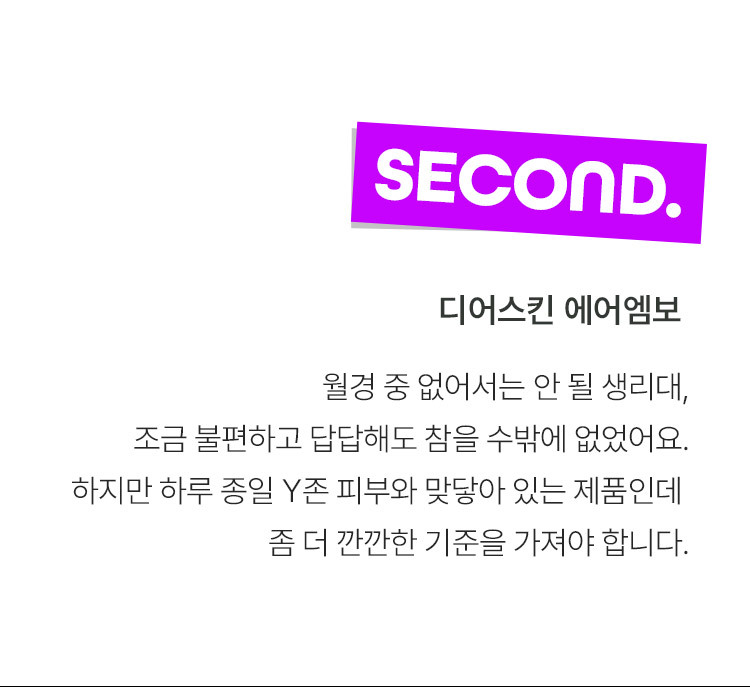 SECOND.
디어스킨 에어엠보
월경 중 없어서는 안 될 생리대,
조금 불편하고 답답해도 참을 수밖에 없었어요.
하지만 하루 종일 Y존 피부와 맞닿아 있는 제품인데
좀 더 깐깐한 기준을 가져야 합니다.